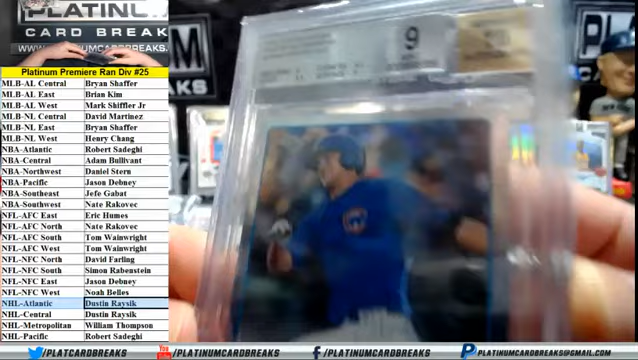 PLATINUM
CARD BREAK
WWW.PLATINUMCARDBREAKS.
Platinum Premiere Ran Div #25
MLB-AL Central Bryan Shaffer
MLB-AL East Brian Kim
MLB-AL West Mark Shiffler Jr
MLB-NL Central David Martinez
MLB-NL East Bryan Shaffer
MLB-NL West Henry Chang
NBA-Atlantic Robert Sadeghi
NBA-Central Adam Bullivant
NBA-Northwest Daniel Stern
NBA-Pacific Jason Debney
NBA-Southeast Jefe Gabat
NBA-Southwest Nate Rakovec
NFL-AFC East Eric Humes
NFL-AFC North Nate Rakovec
NFL-AFC South Tom Wainwright
NFL-AFC West Tom Wainwright
NFL-NFC North David Farling
NFL-NFC South Simon Rabenstein
NFL-NFC East Jason Debney
NFL-NFC West Noah Belles
NHL-Atlantic Dustin Raysik
NHL-Central Dustin Raysik
NHL-Metropolitan William Thompson
NHL-Pacific Robert Sadeghi
9
/PLATCARDBREAKS
/PLATINUMCARDBREAKS
/PLATINUMCARDBREAKS
PLATINUMCARDBREAKS@GMAIL.COM